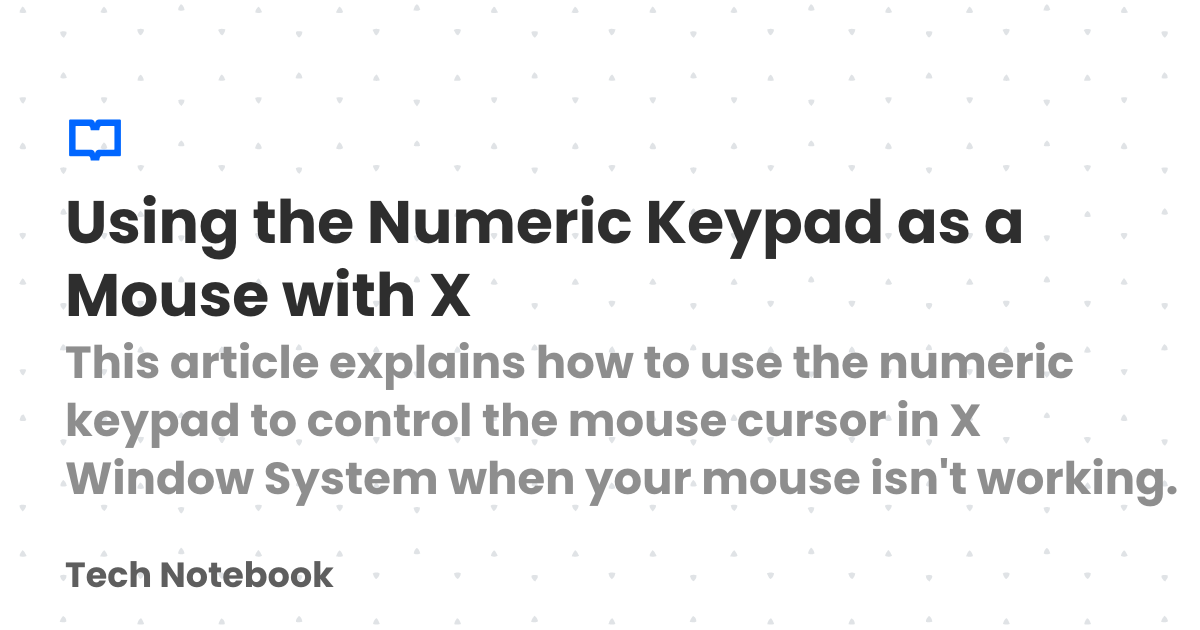 Using the Numeric Keypad as a
Mouse with X
This article explains how to use the numeric
keypad to control the mouse cursor in X
Window System when your mouse isn't working.
Tech Notebook